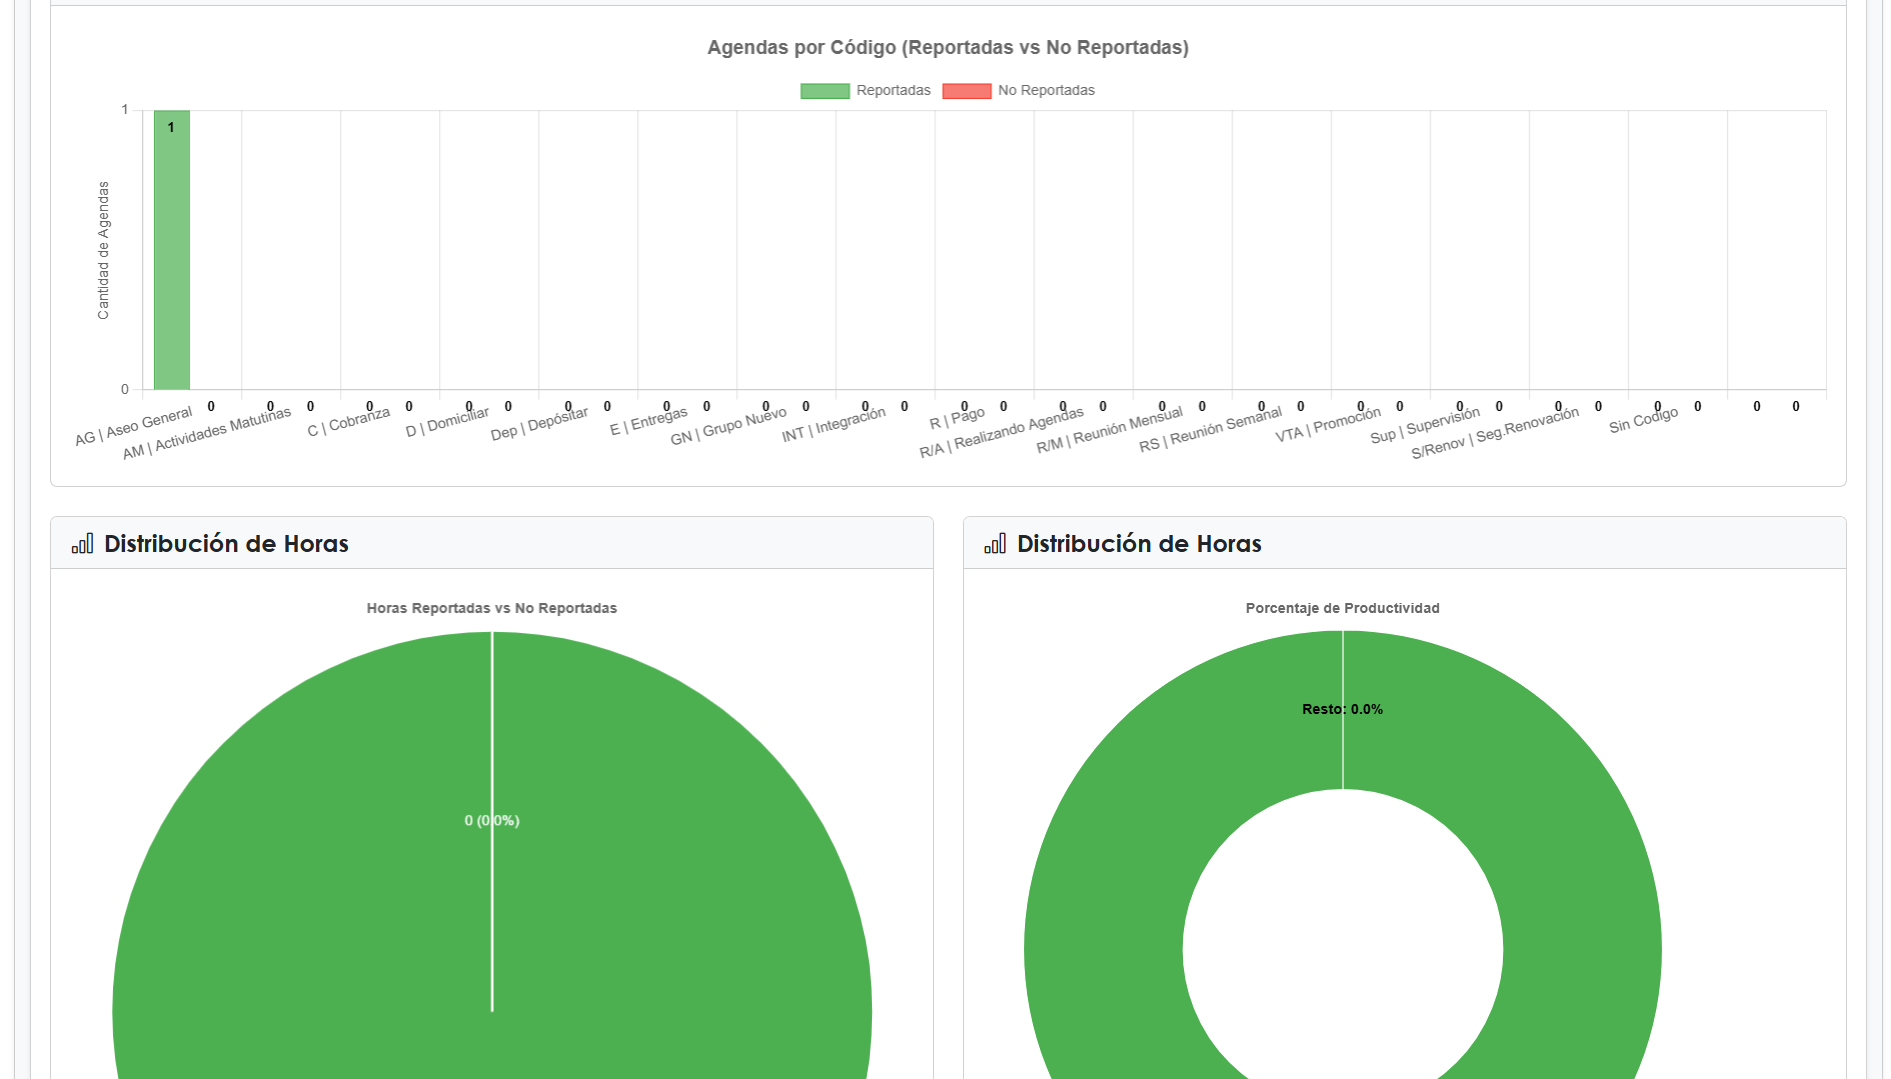 Agendas por Código (Reportadas vs No Reportadas)
Reportadas
No Reportadas
Cantidad de Agendas
1
0
1
0 0 0 0 0 0 0 0 0 0 0 0 0 0 0 0 0 0 0 0 0 0 0 0 0 0 0 0 0 0 0 0 0
AG | Aseo General
AM | Actividades Matutinas
C | Cobranza
D | Domiciliar
Dep | Depósitar
E | Entregas
GN | Grupo Nuevo
INT | Integración
R | Pago
R/A | Realizando Agendas
R/M | Reunión Mensual
RS | Reunión Semanal
VTA | Promoción
Sup | Supervisión
S/Renov | Seg.Renovación
Sin Codigo
Distribución de Horas
Horas Reportadas vs No Reportadas
0 (0.0%)
Distribución de Horas
Porcentaje de Productividad
Resto: 0.0%